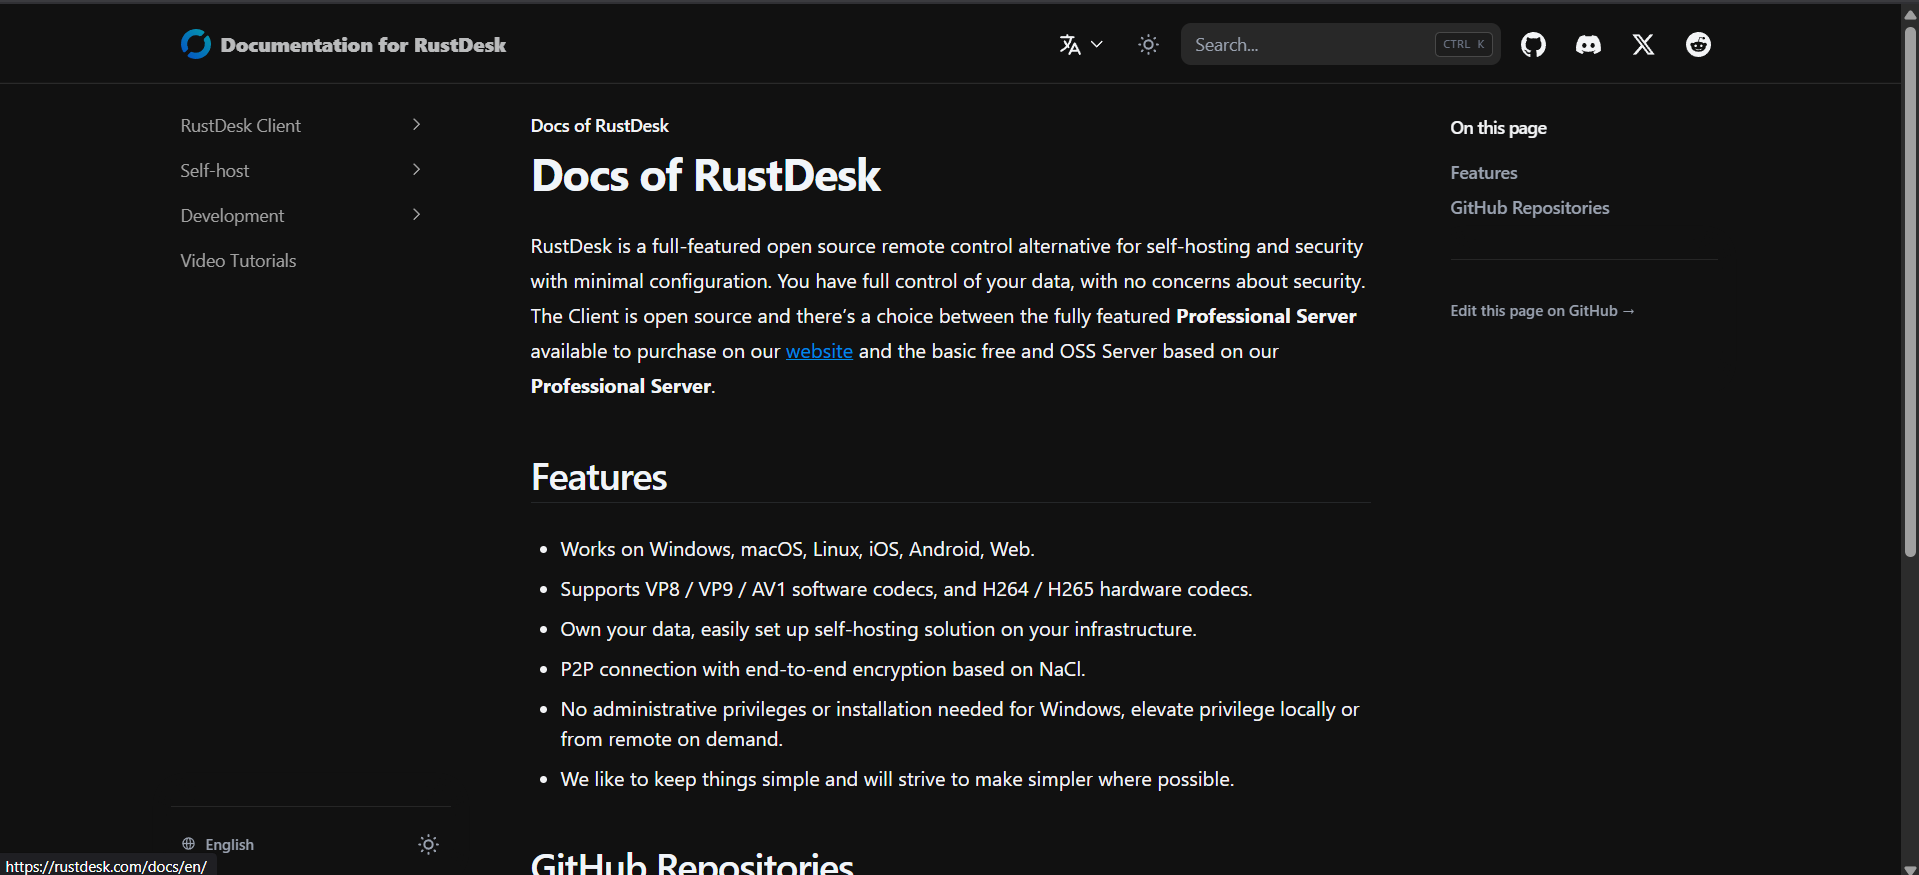 Documentation for RustDesk
Search...
CTRL K
RustDesk Client
Self-host
Development
Video Tutorials
English
https://rustdesk.com/docs/en/
Docs of RustDesk
Docs of RustDesk
RustDesk is a full-featured open source remote control alternative for self-hosting and security
with minimal configuration. You have full control of your data, with no concerns about security.
The Client is open source and there’s a choice between the fully featured Professional Server
available to purchase on our website and the basic free and OSS Server based on our
Professional Server.
Features
• Works on Windows, macOS, Linux, iOS, Android, Web.
• Supports VP8 / VP9 / AV1 software codecs, and H264 / H265 hardware codecs.
• Own your data, easily set up self-hosting solution on your infrastructure.
• P2P connection with end-to-end encryption based on NaCl.
• No administrative privileges or installation needed for Windows, elevate privilege locally or
from remote on demand.
• We like to keep things simple and will strive to make simpler where possible.
GitHub Repositories
On this page
Features
GitHub Repositories
Edit this page on GitHub →